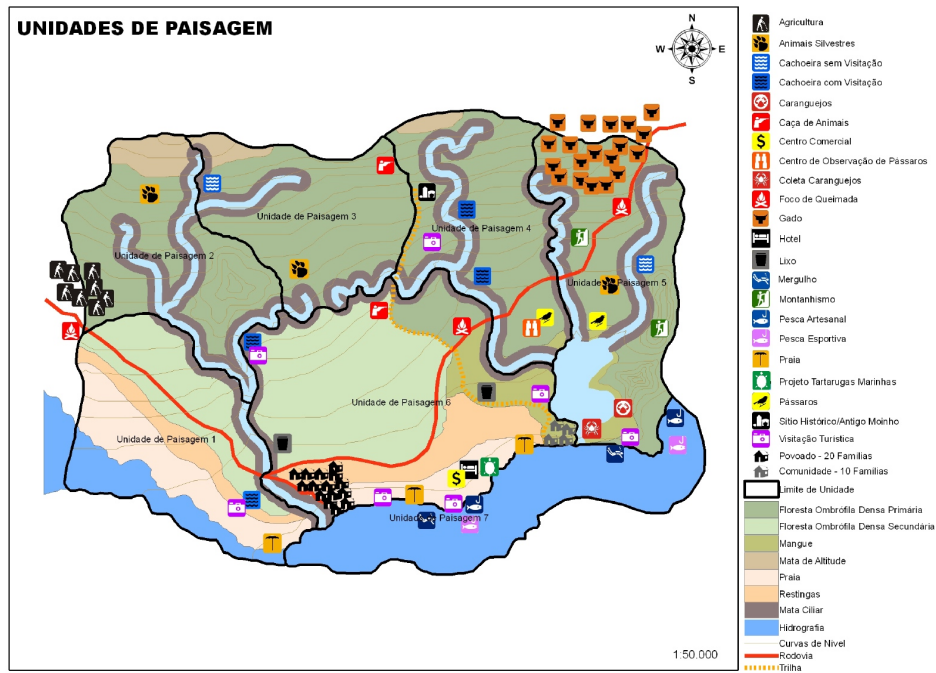 UNIDADES DE PAISAGEM
N
W
E
S
Unidade de Paisagem 3
Unidade de Paisagem 4
Unidade de Paisagem 2
Unidade de Paisagem 5
Unidade de Paisagem 6
Unidade de Paisagem 1
$
Unidade de Paisagem 7
1:50.000
Agricultura
Animais Silvestres
Cachoeira sem Visitação
Cachoeira com Visitação
Caranguejos
Caça de Animais
$ Centro Comercial
Centro de Observação de Pássaros
Coleta Caranguejos
Foco de Queimada
Gado
Hotel
Lixo
Mergulho
Montanhismo
Pesca Artesanal
Pesca Esportiva
Praia
Projeto Tartarugas Marinhas
Pássaros
Sítio Histórico/Antigo Moinho
Visitação Turistica
Povoado - 20 Familias
Comunidade - 10 Familias
Limite de Unidade
Floresta Ombrófila Densa Primária
Floresta Ombrófila Densa Secundária
Mangue
Mata de Altitude
Praia
Restingas
Mata Ciliar
Hidrografia
Curvas de Nivel
Rodovia
Trilha